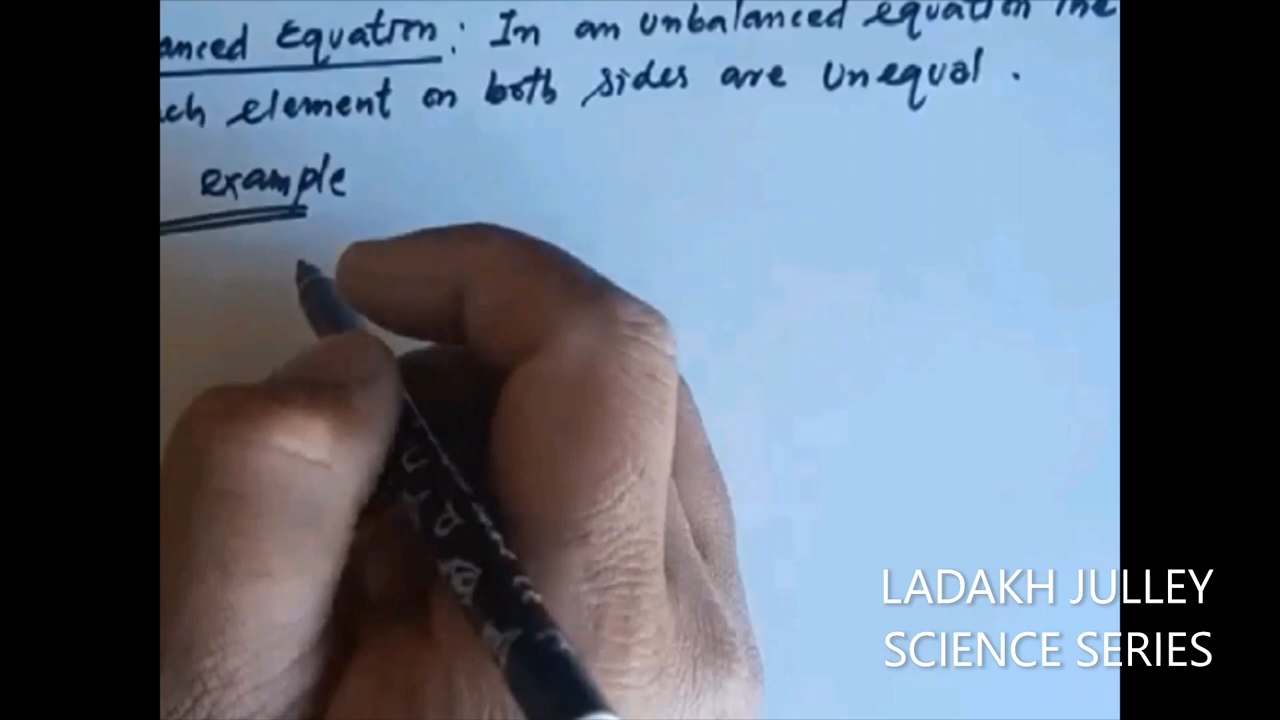 anced Equation : In an unbalanced equation the
ch element on both sides are unequal .
example
LADAKH JULLEY
SCIENCE SERIES